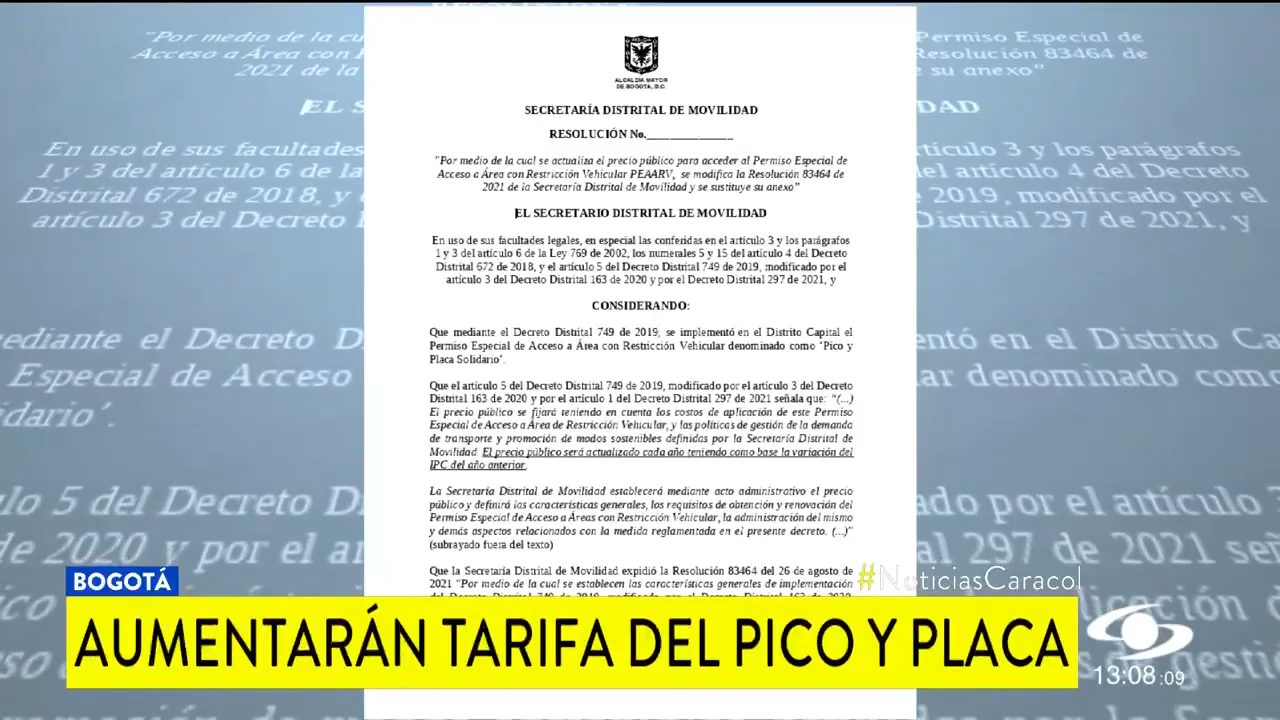 ALCALDÍA MAYOR
DE BOGOTÁ, D.C.
SECRETARÍA DISTRITAL DE MOVILIDAD
RESOLUCIÓN No.______________
"Por medio de la cual se actualiza el precio público para acceder al Permiso Especial de
Acceso a Área con Restricción Vehicular PEAARV, se modifica la Resolución 83464 de
2021 de la Secretaría Distrital de Movilidad y se sustituye su anexo"
EL SECRETARIO DISTRITAL DE MOVILIDAD
En uso de sus facultades legales, en especial las conferidas en el artículo 3 y los parágrafos
1 y 3 del artículo 6 de la Ley 769 de 2002, los numerales 5 y 15 del artículo 4 del Decreto
Distrital 672 de 2018, y el artículo 5 del Decreto Distrital 749 de 2019, modificado por el
artículo 3 del Decreto Distrital 163 de 2020 y por el Decreto Distrital 297 de 2021, y
CONSIDERANDO:
Que mediante el Decreto Distrital 749 de 2019, se implementó en el Distrito Capital el
Permiso Especial de Acceso a Área con Restricción Vehicular denominado como 'Pico y
Placa Solidario'.
Que el artículo 5 del Decreto Distrital 749 de 2019, modificado por el artículo 3 del Decreto
Distrital 163 de 2020 y por el artículo 1 del Decreto Distrital 297 de 2021 señala que: "(...)
El precio público se fijará teniendo en cuenta los costos de aplicación de este Permiso
Especial de Acceso a Área de Restricción Vehicular, y las políticas de gestión de la demanda
de transporte y promoción de modos sostenibles definidas por la Secretaría Distrital de
Movilidad. El precio público será actualizado cada año teniendo como base la variación del
IPC del año anterior.
La Secretaría Distrital de Movilidad establecerá mediante acto administrativo el precio
público y definirá las características generales, los requisitos de obtención y renovación del
Permiso Especial de Acceso a Áreas con Restricción Vehicular, la administración del mismo
y demás aspectos relacionados con la medida reglamentada en el presente decreto. (...)"
(subrayado fuera del texto)
Que la Secretaría Distrital de Movilidad expidió la Resolución 83464 del 26 de agosto de
2021 "Por medio de la cual se establecen las características generales de implementación
#NoticiasCaracol
BOGOTÁ
AUMENTARÁN TARIFA DEL PICO Y PLACA
13:08:09